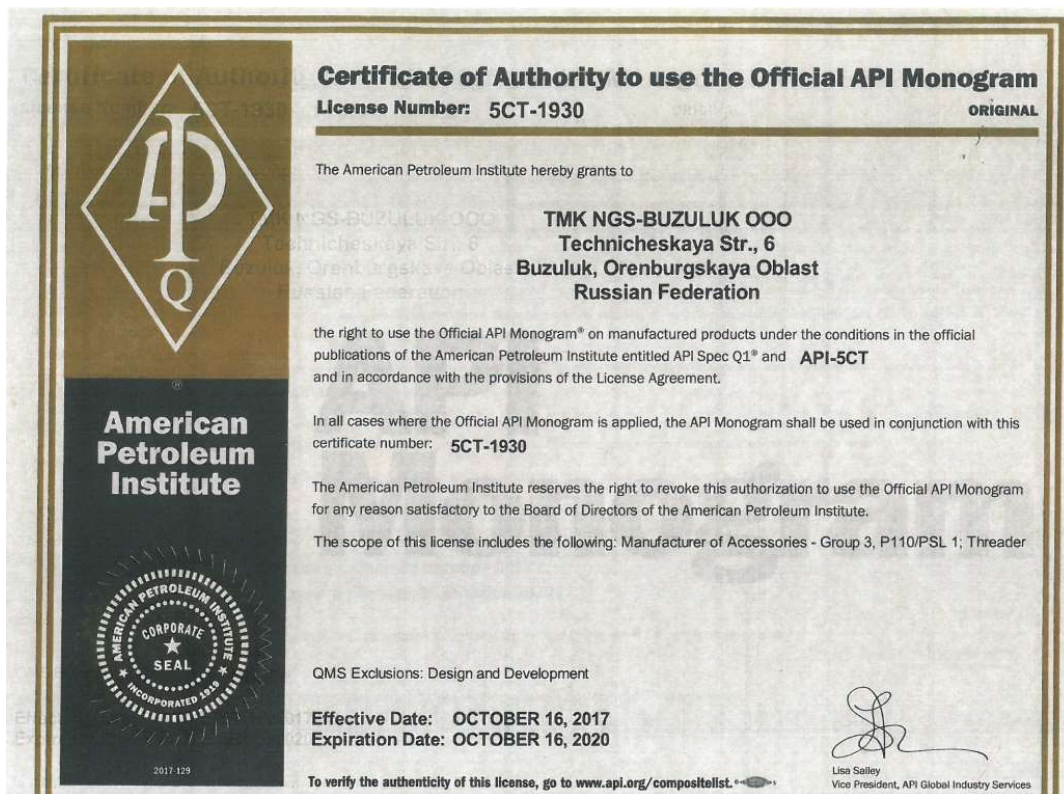 Certificate of Authority to use the Official API Monogram
License Number: 5CT-1930
ORIGINAL
The American Petroleum Institute hereby grants to
TMK NGS-BUZULUK OOO
Technicheskaya Str., 6
Buzuluk, Orenburgskaya Oblast
Russian Federation
the right to use the Official API Monogram® on manufactured products under the conditions in the official
publications of the American Petroleum Institute entitled API Spec Q1® and API-5CT
and in accordance with the provisions of the License Agreement.
In all cases where the Official API Monogram is applied, the API Monogram shall be used in conjunction with this
certificate number: 5CT-1930
The American Petroleum Institute reserves the right to revoke this authorization to use the Official API Monogram
for any reason satisfactory to the Board of Directors of the American Petroleum Institute.
The scope of this license includes the following: Manufacturer of Accessories - Group 3, P110/PSL 1; Threader
QMS Exclusions: Design and Development
Effective Date: OCTOBER 16, 2017
Expiration Date: OCTOBER 16, 2020
To verify the authenticity of this license, go to www.api.org/compositelist.
Lisa Salley
Vice President, API Global Industry Services
API
Q
®
American
Petroleum
Institute
AMERICAN PETROLEUM INSTITUTE
CORPORATE
SEAL
INCORPORATED 1919
2017-129